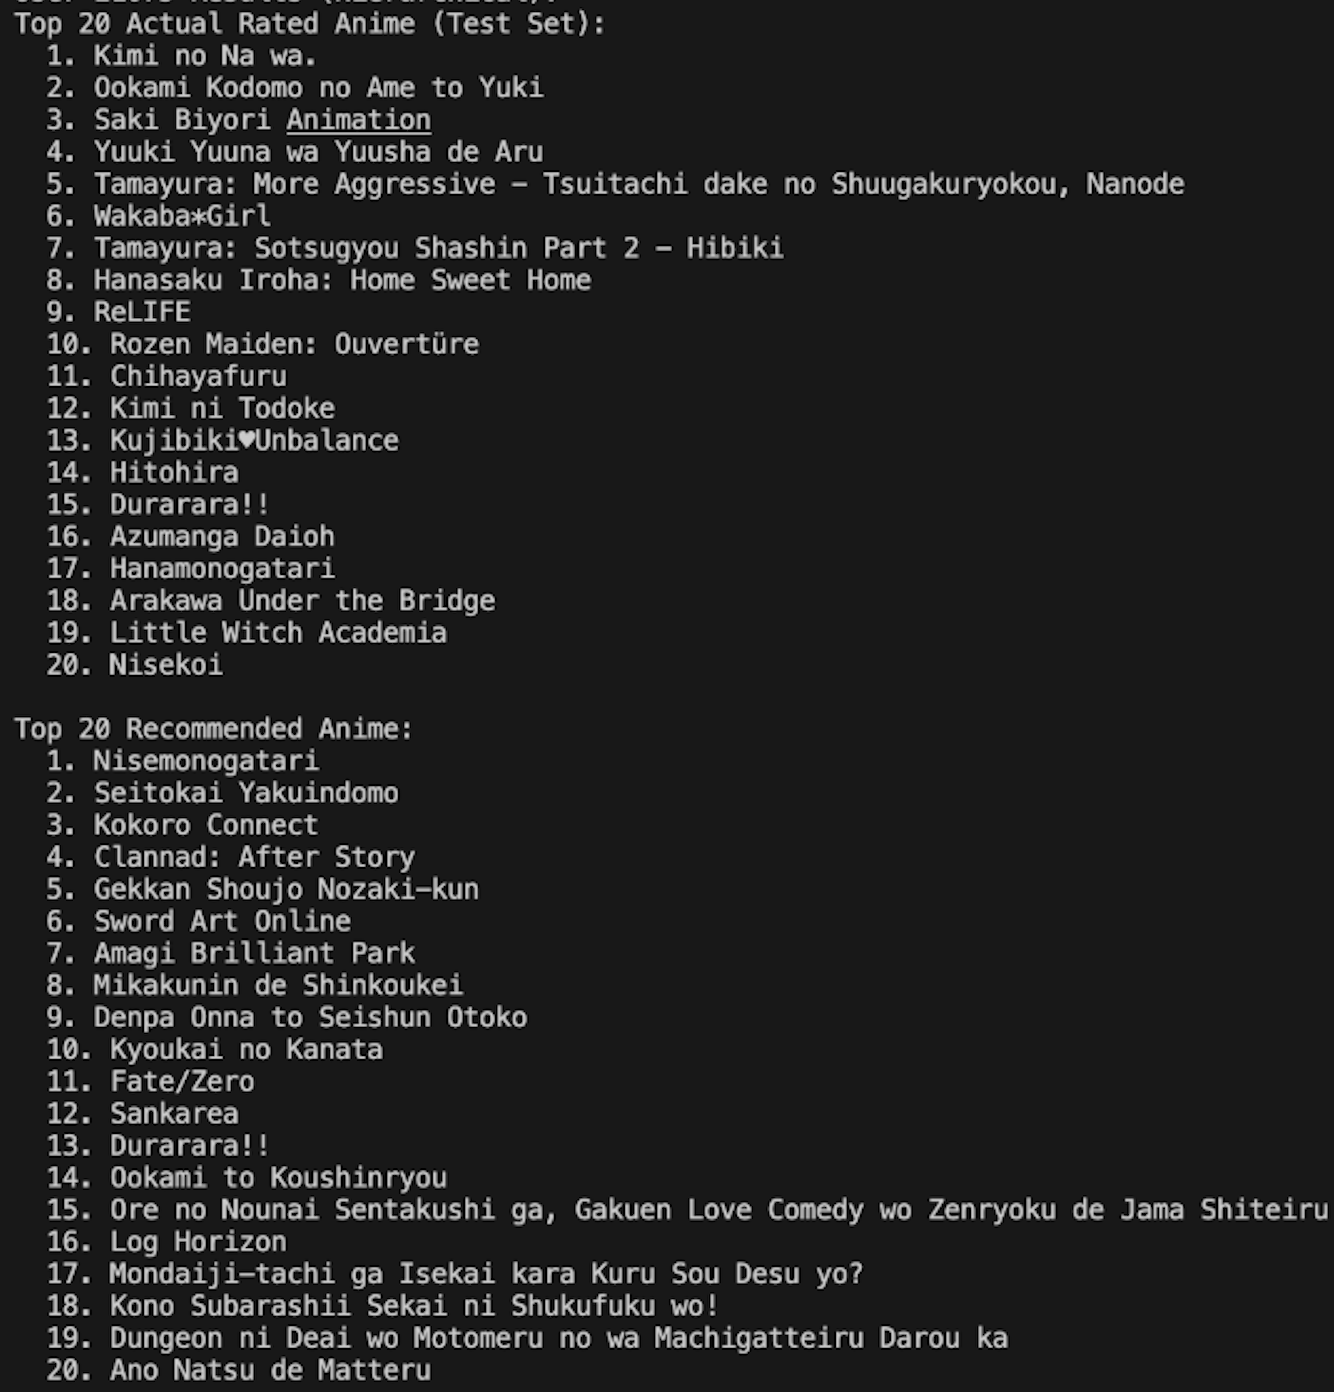 Top 20 Actual Rated Anime (Test Set):
1. Kimi no Na wa.
2. Ookami Kodomo no Ame to Yuki
3. Saki Biyori Animation
4. Yuuki Yuuna wa Yuusha de Aru
5. Tamayura: More Aggressive - Tsuitachi dake no Shuugakuryokou, Nanode
6. Wakaba*Girl
7. Tamayura: Sotsugyou Shashin Part 2 - Hibiki
8. Hanasaku Iroha: Home Sweet Home
9. ReLIFE
10. Rozen Maiden: Ouvertüre
11. Chihayafuru
12. Kimi ni Todoke
13. Kujibiki♥Unbalance
14. Hitohira
15. Durarara!!
16. Azumanga Daioh
17. Hanamonogatari
18. Arakawa Under the Bridge
19. Little Witch Academia
20. Nisekoi
Top 20 Recommended Anime:
1. Nisemonogatari
2. Seitokai Yakuindomo
3. Kokoro Connect
4. Clannad: After Story
5. Gekkan Shoujo Nozaki-kun
6. Sword Art Online
7. Amagi Brilliant Park
8. Mikakunin de Shinkoukei
9. Denpa Onna to Seishun Otoko
10. Kyoukai no Kanata
11. Fate/Zero
12. Sankarea
13. Durarara!!
14. Ookami to Koushinryou
15. Ore no Nounai Sentakushi ga, Gakuen Love Comedy wo Zenryoku de Jama Shiteiru
16. Log Horizon
17. Mondaiji-tachi ga Isekai kara Kuru Sou Desu yo?
18. Kono Subarashii Sekai ni Shukufuku wo!
19. Dungeon ni Deai wo Motomeru no wa Machigatteiru Darou ka
20. Ano Natsu de Matteru